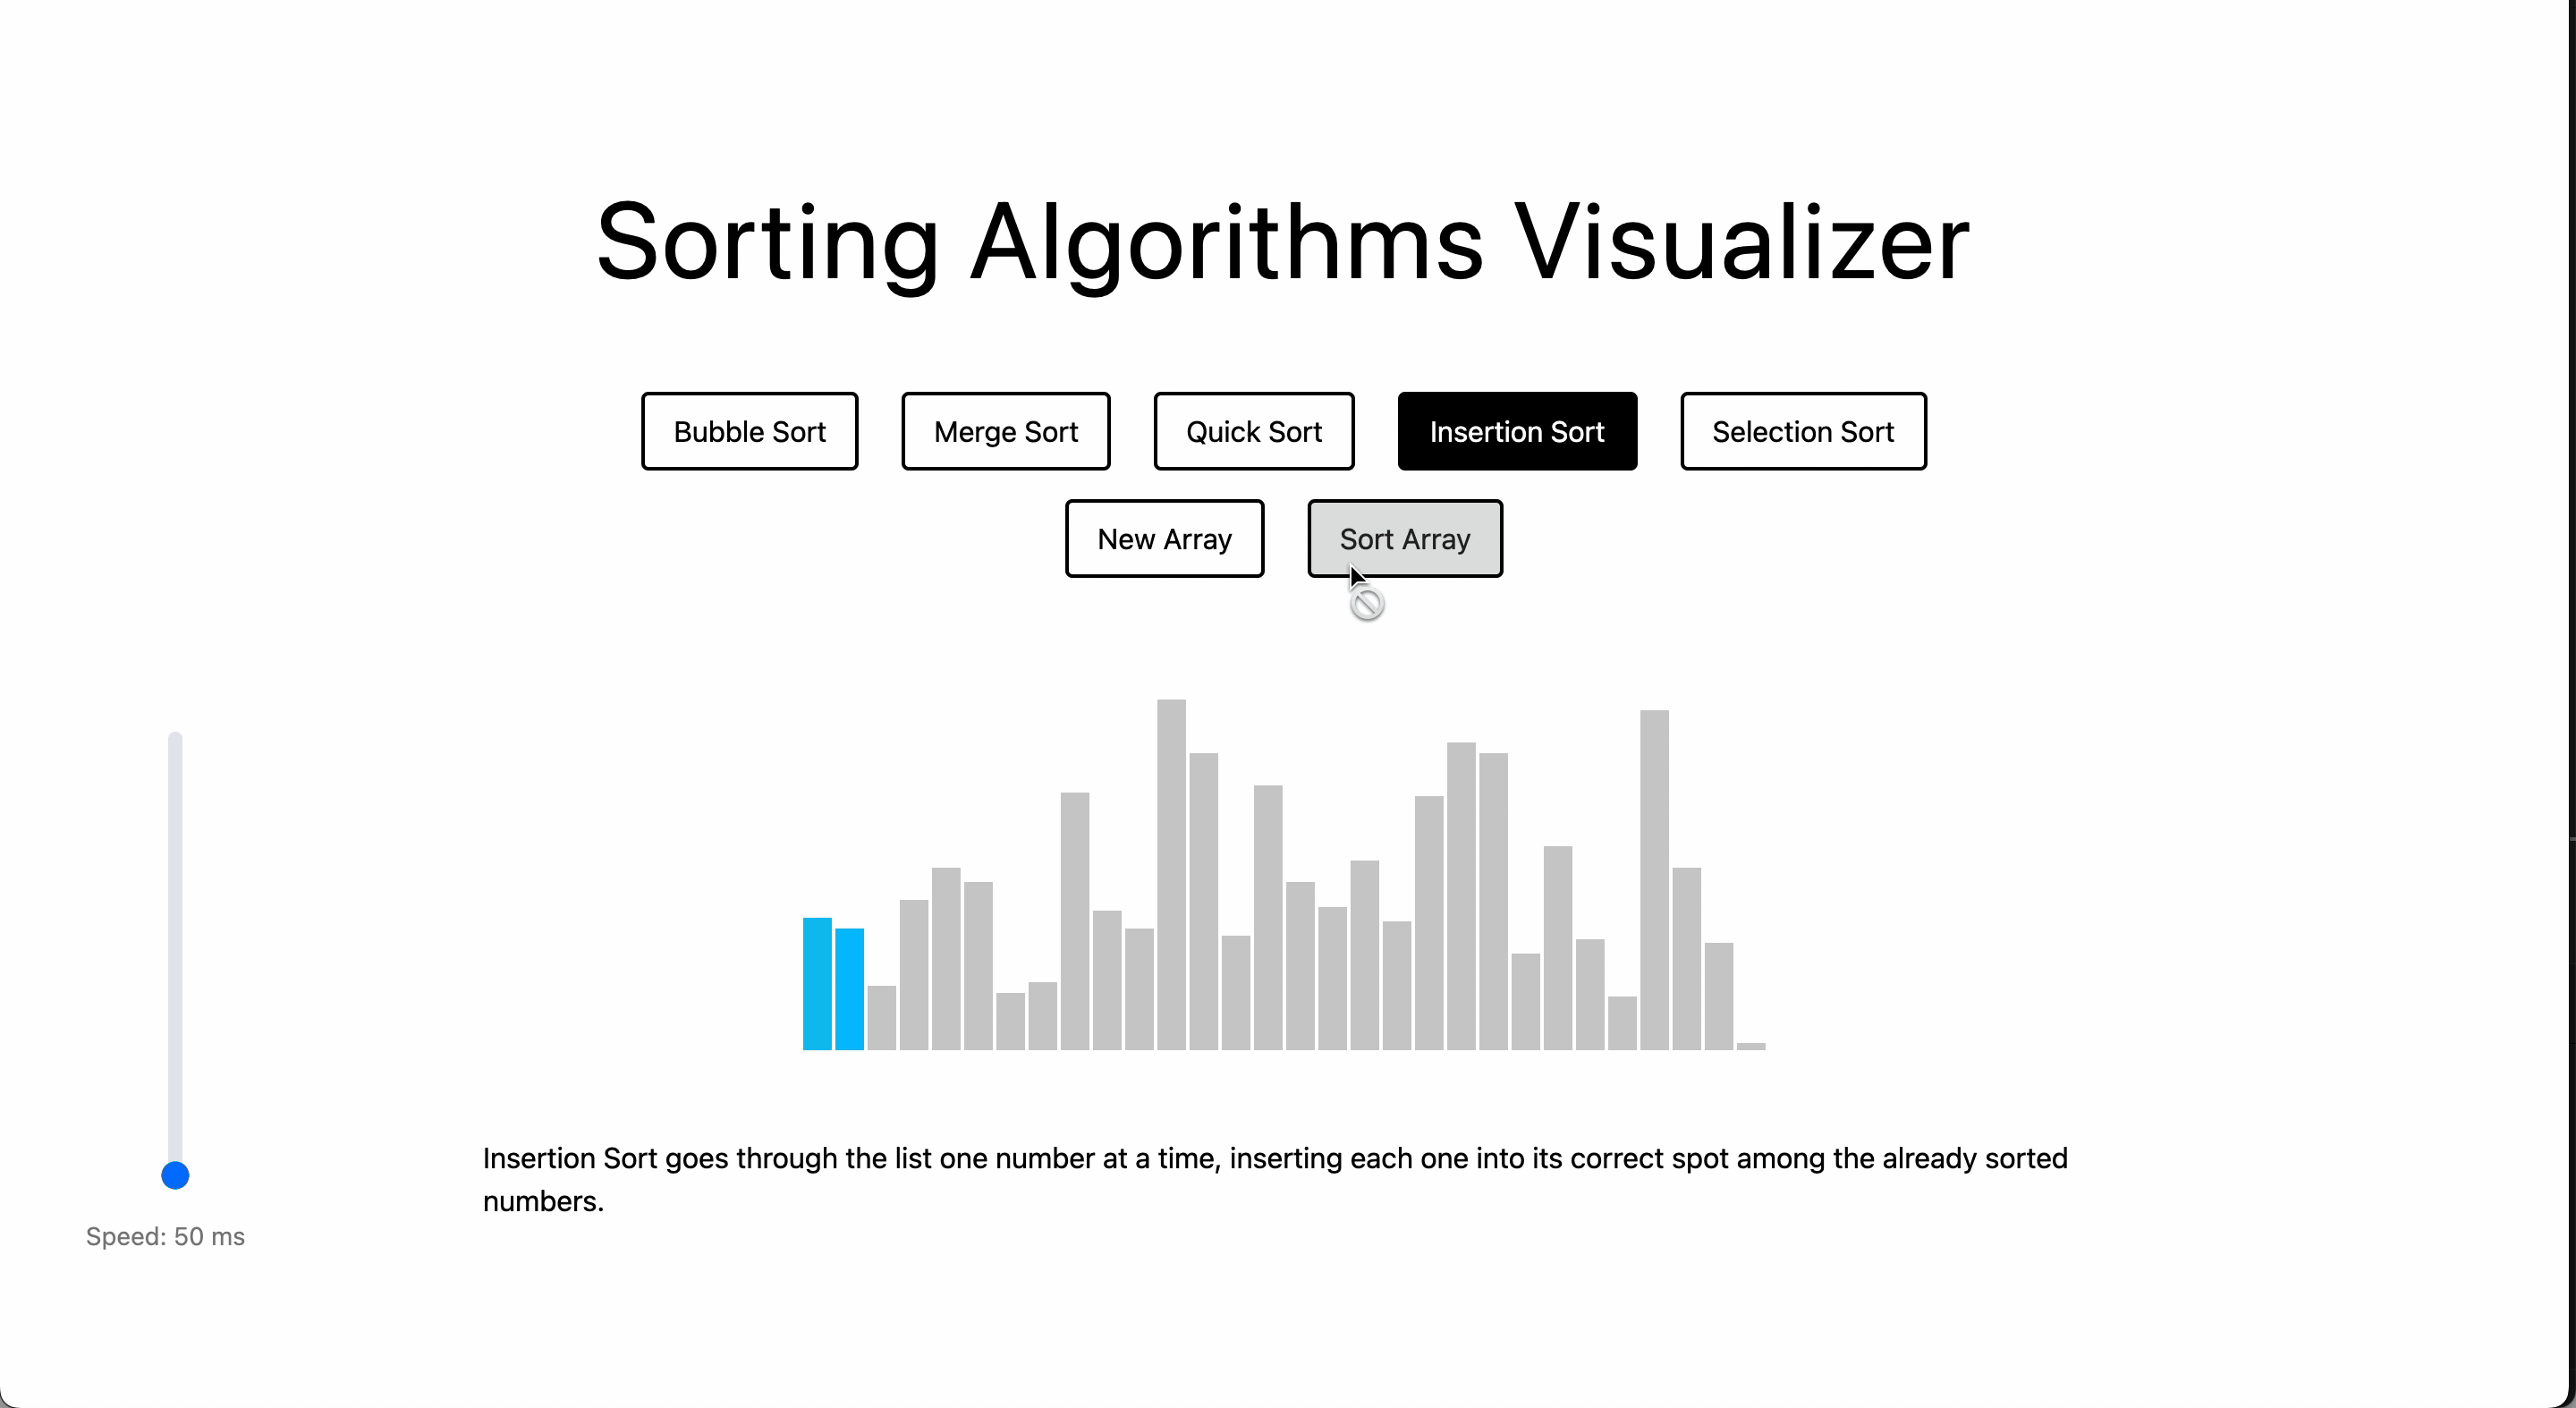 Sorting Algorithms Visualizer
Bubble Sort
Merge Sort
Quick Sort
Insertion Sort
Selection Sort
New Array
Sort Array
Insertion Sort goes through the list one number at a time, inserting each one into its correct spot among the already sorted
numbers.
Speed: 50 ms